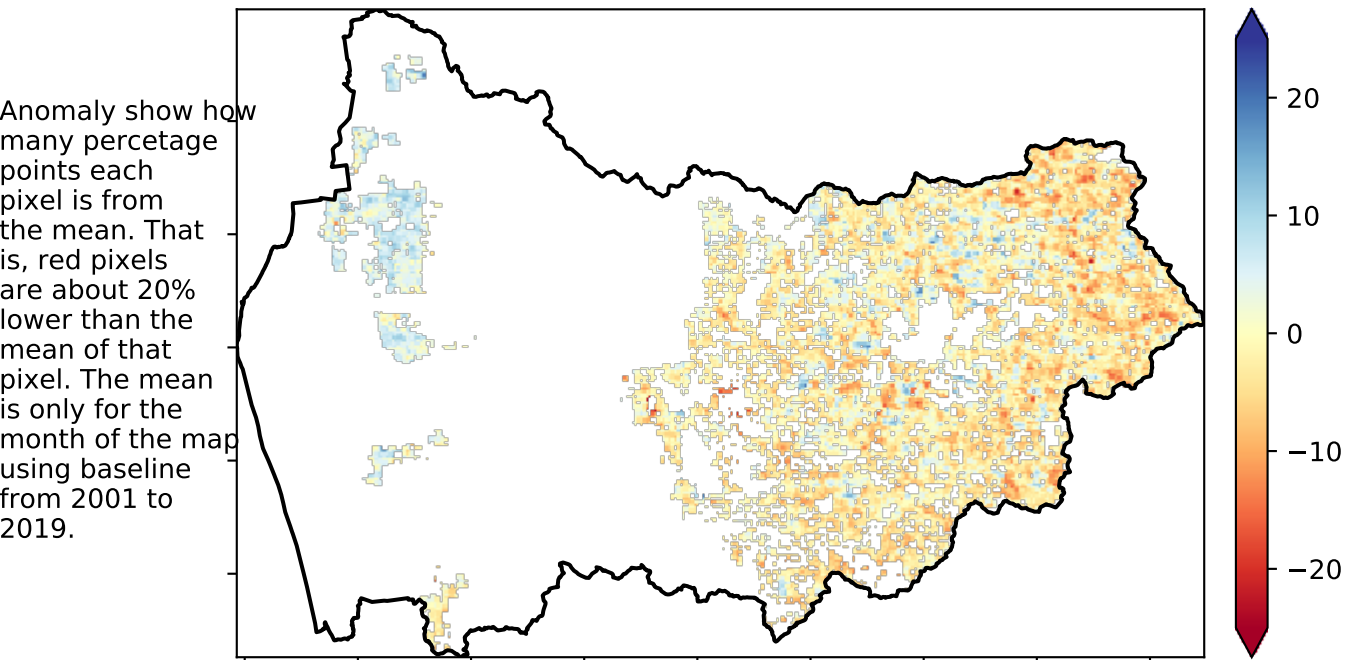 Anomaly show how
many percetage
points each
pixel is from
the mean. That
is, red pixels
are about 20%
lower than the
mean of that
pixel. The mean
is only for the
month of the map
using baseline
from 2001 to
2019.
20
10
0
−10
−20